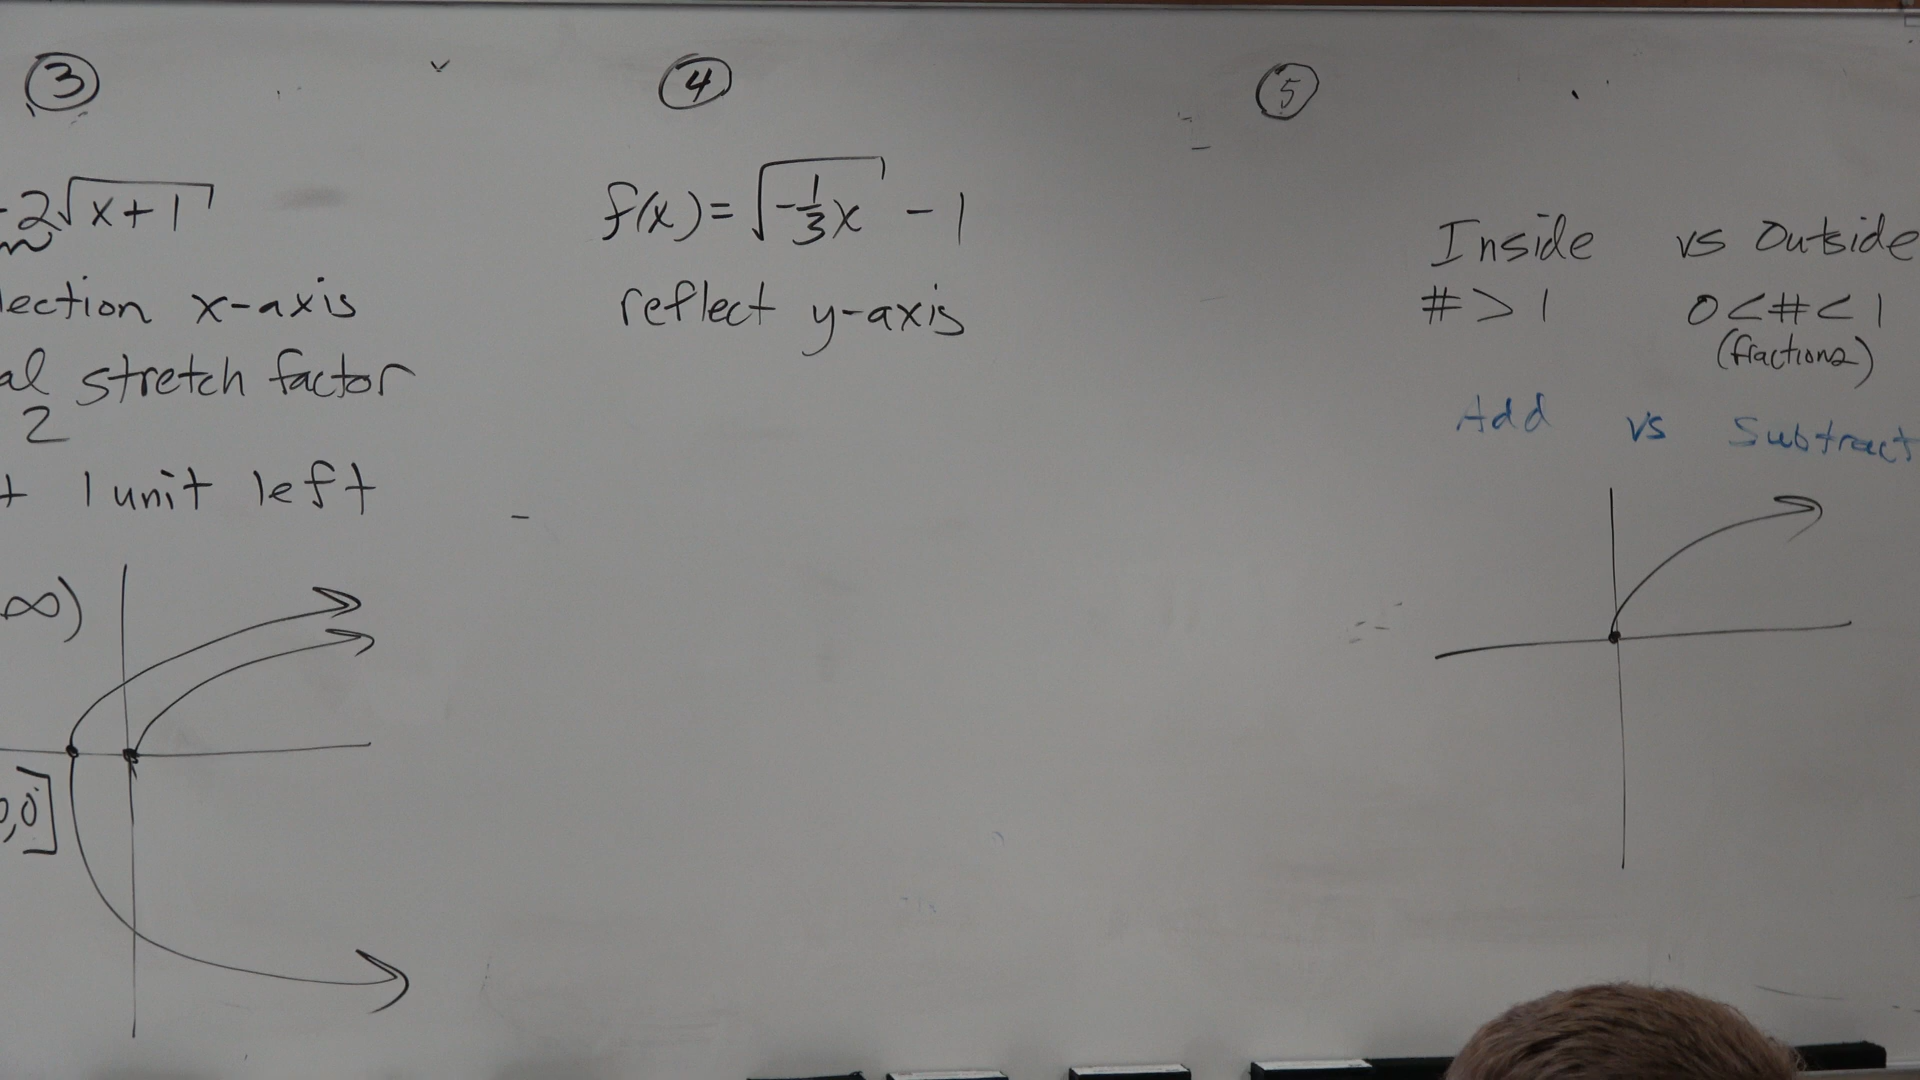 ③
-2√x+1
lection x-axis
al stretch factor
2
+ 1 unit left
∞)
0,0]
④
f(x)=√-1/3x - 1
reflect y-axis
⑤
Inside vs Outside
#>1 0<#<1
(fractions)
Add vs Subtract